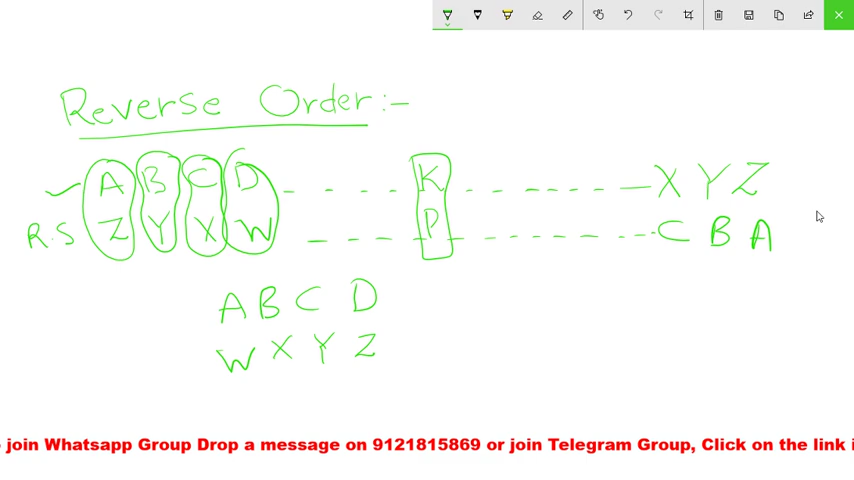 Reverse Order :-
A B C D - - - - K - - - - - - - X Y Z
R.S Z Y X W - - - - P - - - - - - - C B A
A B C D
W X Y Z
join Whatsapp Group Drop a message on 9121815869 or join Telegram Group, Click on the link i